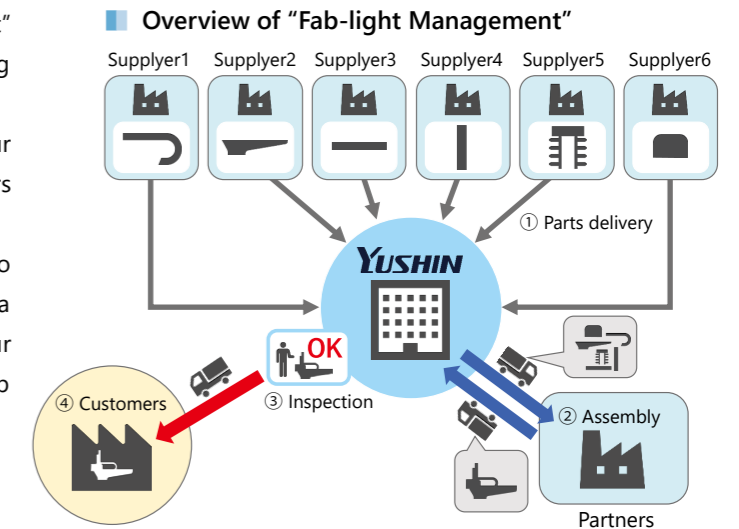 Overview of “Fab-light Management”
Supplyer1 Supplyer2 Supplyer3 Supplyer4 Supplyer5 Supplyer6
① Parts delivery
YUSHIN
OK
③ Inspection
④ Customers
② Assembly
Partners